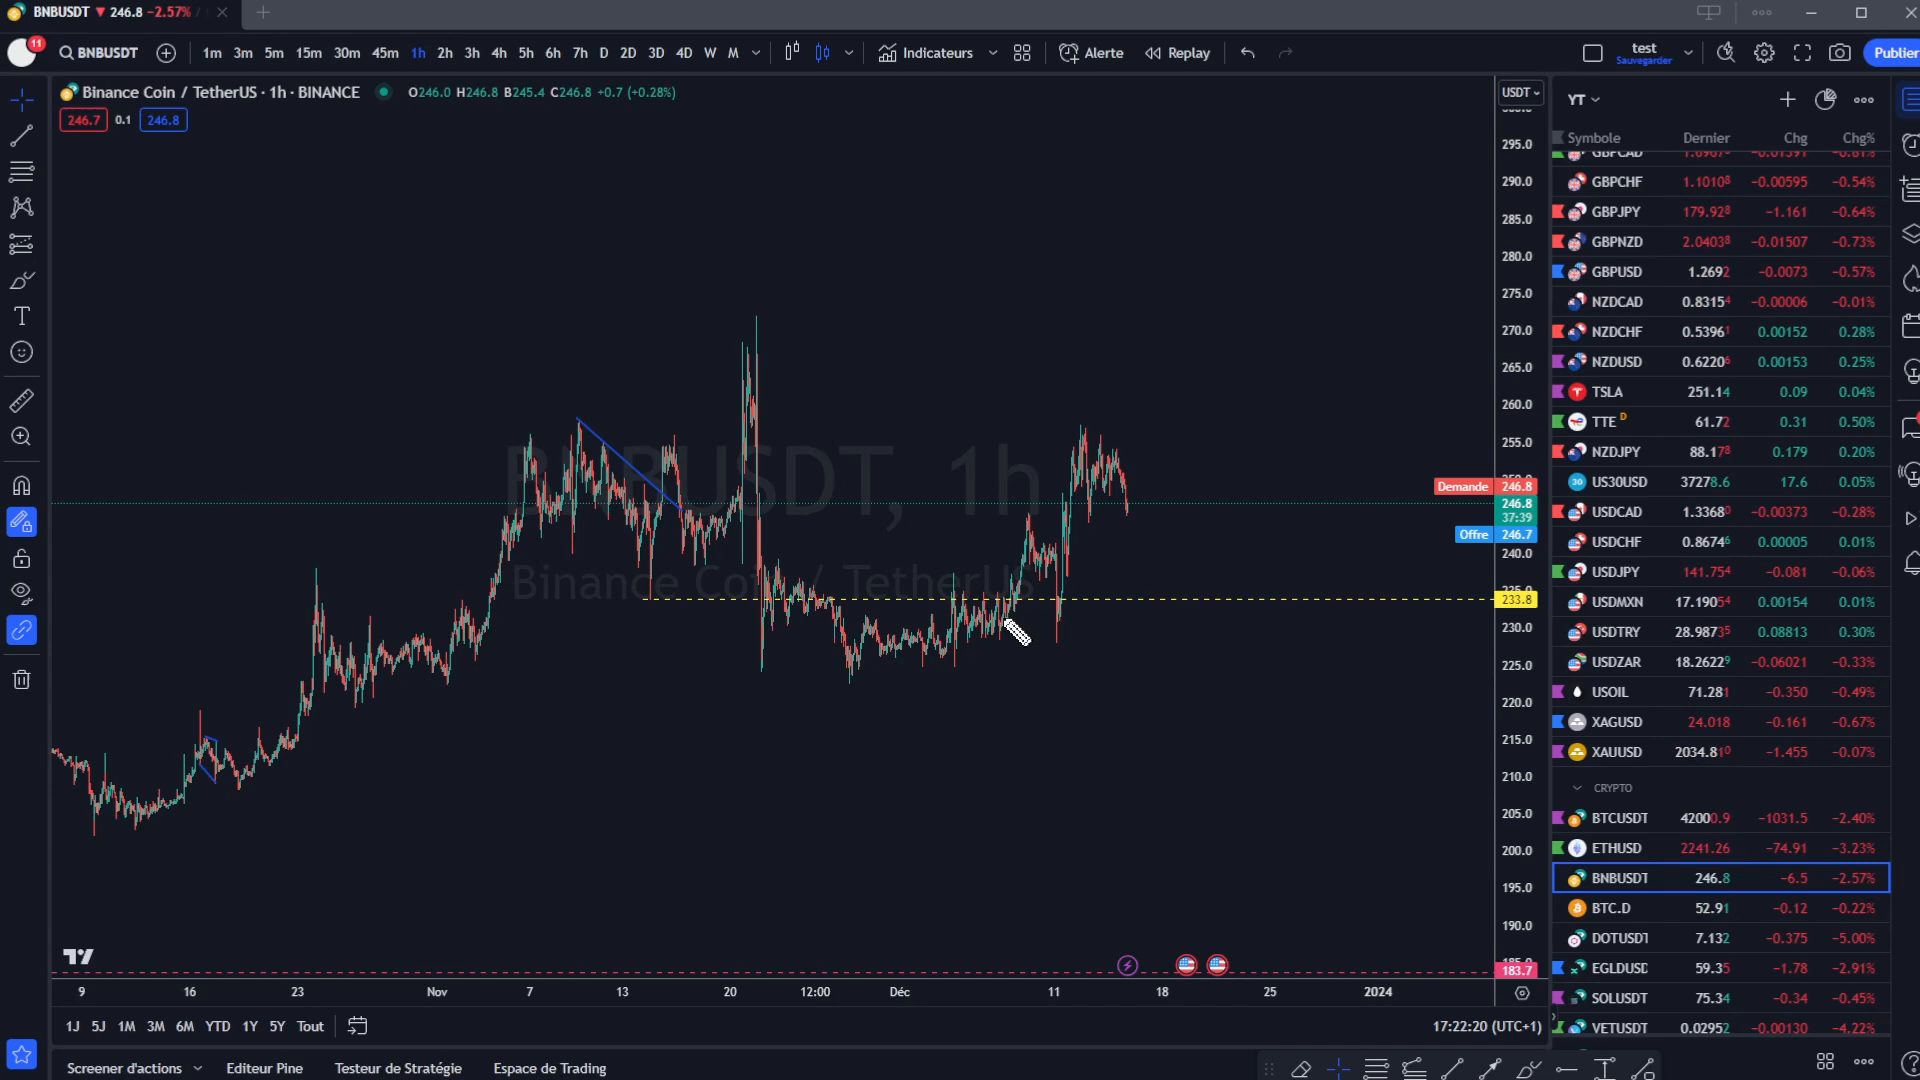 BNBUSDT ▼ 246.8 −2.57% /
11
BNBUSDT
1m 3m 5m 15m 30m 45m 1h 2h 3h 4h 5h 6h 7h D 2D 3D 4D W M
Indicateurs
Alerte
Replay
test
Sauvegarder
Publier
Binance Coin / TetherUS · 1h · BINANCE
O246.0 H246.8 B245.4 C246.8 +0.7 (+0.28%)
246.7 0.1 246.8
USDT
295.0
290.0
285.0
280.0
275.0
270.0
265.0
260.0
255.0
Demande 246.8
246.8
37:39
Offre 246.7
240.0
233.8
230.0
225.0
220.0
215.0
210.0
205.0
200.0
195.0
190.0
183.7
BNBUSDT, 1h
Binance Coin / TetherUS
9 16 23 Nov 7 13 20 12:00 Déc 11 18 25 2024
1J 5J 1M 3M 6M YTD 1Y 5Y Tout
17:22:20 (UTC+1)
Screener d'actions
Editeur Pine
Testeur de Stratégie
Espace de Trading
YT
Symbole Dernier Chg Chg%
GBPCAD 1.6967⁸ −0.01391 −0.81%
GBPCHF 1.1010⁸ −0.00595 −0.54%
GBPJPY 179.92⁸ −1.161 −0.64%
GBPNZD 2.0403⁸ −0.01507 −0.73%
GBPUSD 1.2692 −0.0073 −0.57%
NZDCAD 0.8315⁴ −0.00006 −0.01%
NZDCHF 0.5396¹ 0.00152 0.28%
NZDUSD 0.6220⁶ 0.00153 0.25%
TSLA 251.14 0.09 0.04%
TTE D 61.72 0.31 0.50%
NZDJPY 88.17⁸ 0.179 0.20%
US30USD 37278.6 17.6 0.05%
USDCAD 1.3368⁰ −0.00373 −0.28%
USDCHF 0.8674⁶ 0.00005 0.01%
USDJPY 141.75⁴ −0.081 −0.06%
USDMXN 17.1905⁴ 0.00154 0.01%
USDTRY 28.9873⁵ 0.08813 0.30%
USDZAR 18.2622⁹ −0.06021 −0.33%
USOIL 71.281 −0.350 −0.49%
XAGUSD 24.018 −0.161 −0.67%
XAUUSD 2034.81⁰ −1.455 −0.07%
CRYPTO
BTCUSDT 42000.9 −1031.5 −2.40%
ETHUSD 2241.26 −74.91 −3.23%
BNBUSDT 246.8 −6.5 −2.57%
BTC.D 52.91 −0.12 −0.22%
DOTUSDT 7.132 −0.375 −5.00%
EGLDUSD 59.35 −1.78 −2.91%
SOLUSDT 75.34 −0.34 −0.45%
VETUSDT 0.02952 −0.00130 −4.22%